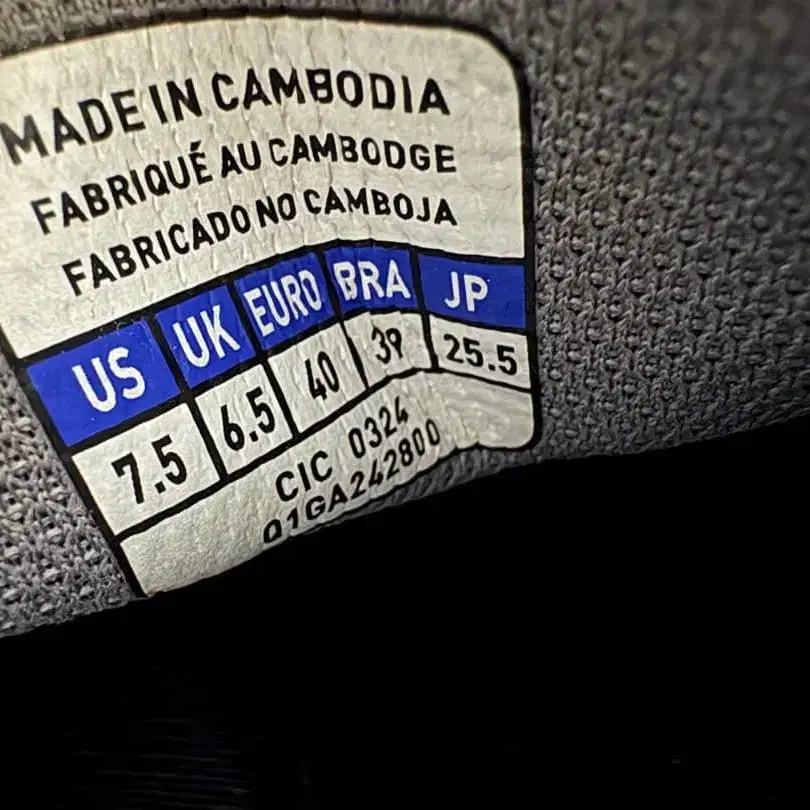 MADE IN CAMBODIA
FABRIQUÉ AU CAMBODGE
FABRICADO NO CAMBOJA
US UK EURO BRA JP
7.5 6.5 40 39 25.5
CIC 0324
Q1GA242800